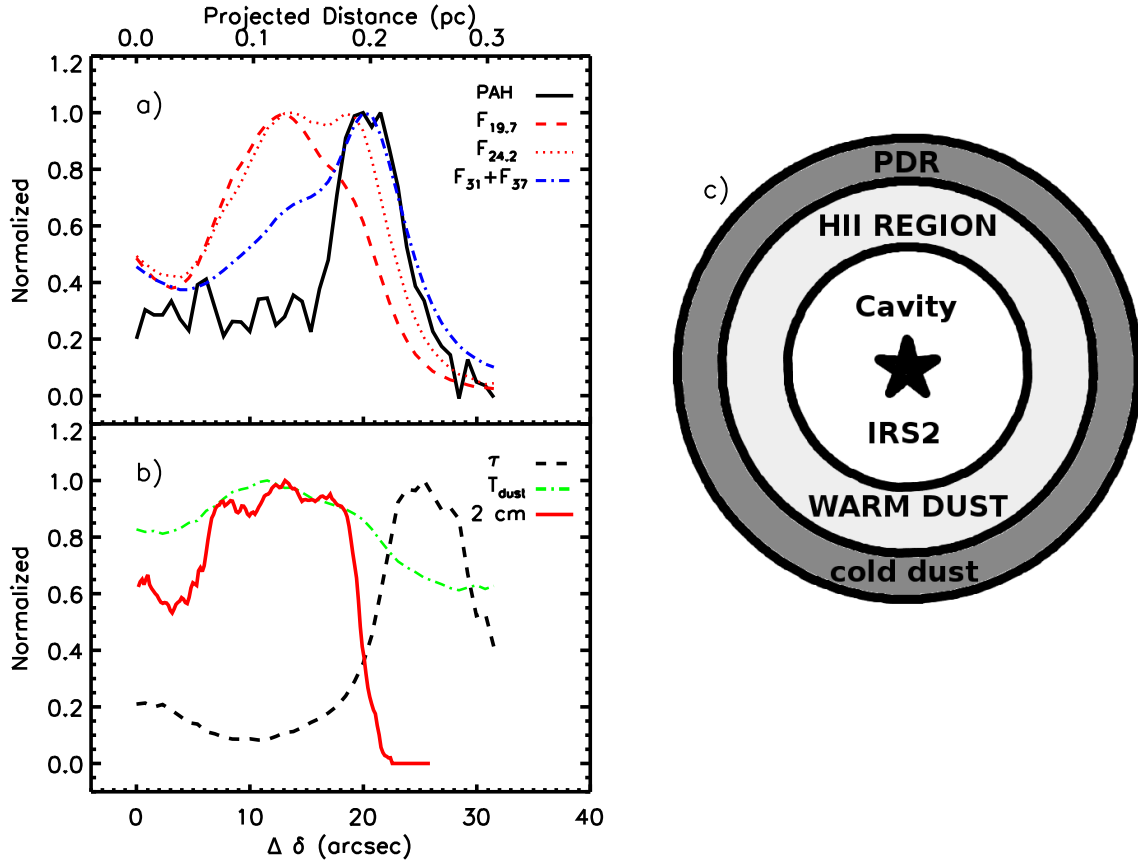 Projected Distance (pc)
0.0 0.1 0.2 0.3
1.2
1.0
0.8
0.6
0.4
0.2
0.0
Normalized
a)
PAH
F19.7
F24.2
F31+F37
1.2
1.0
0.8
0.6
0.4
0.2
0.0
Normalized
b)
τ
Tdust
2 cm
0 10 20 30 40
Δ δ (arcsec)
c)
PDR
HII REGION
Cavity
IRS2
WARM DUST
cold dust